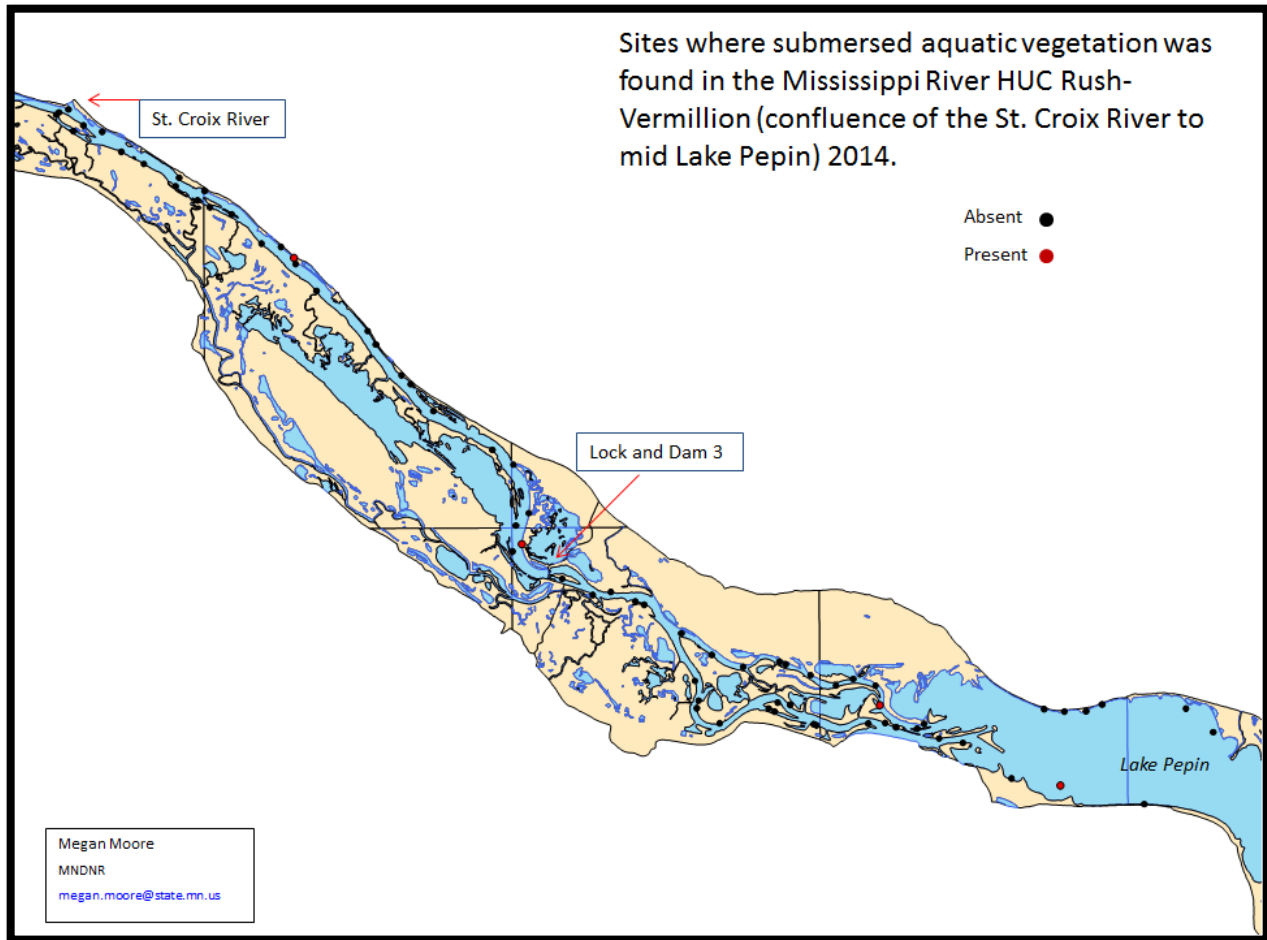 Sites where submersed aquatic vegetation was
found in the Mississippi River HUC Rush-
Vermillion (confluence of the St. Croix River to
mid Lake Pepin) 2014.
St. Croix River
Absent
Present
Lock and Dam 3
Lake Pepin
Megan Moore
MNDNR
megan.moore@state.mn.us